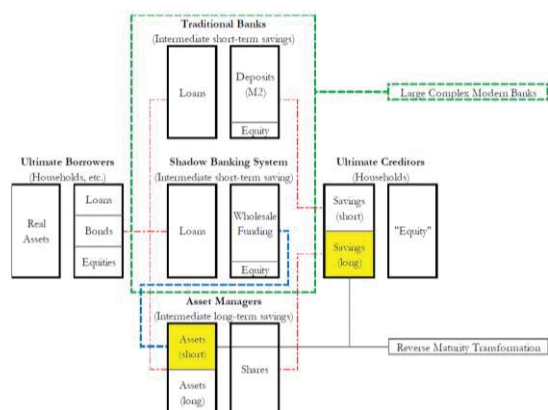 Traditional Banks
(Intermediate short-term savings)
Loans
Deposits
(M2)
Equity
Large Complex Modern Banks
Ultimate Borrowers
(Households, etc.)
Real
Assets
Loans
Bonds
Equities
Shadow Banking System
(Intermediate short-term saving)
Loans
Wholesale
Funding
Equity
Ultimate Creditors
(Households)
Savings
(short)
Savings
(long)
"Equity"
Asset Managers
(Intermediate long-term savings)
Assets
(short)
Assets
(long)
Shares
Reverse Maturity Transformation